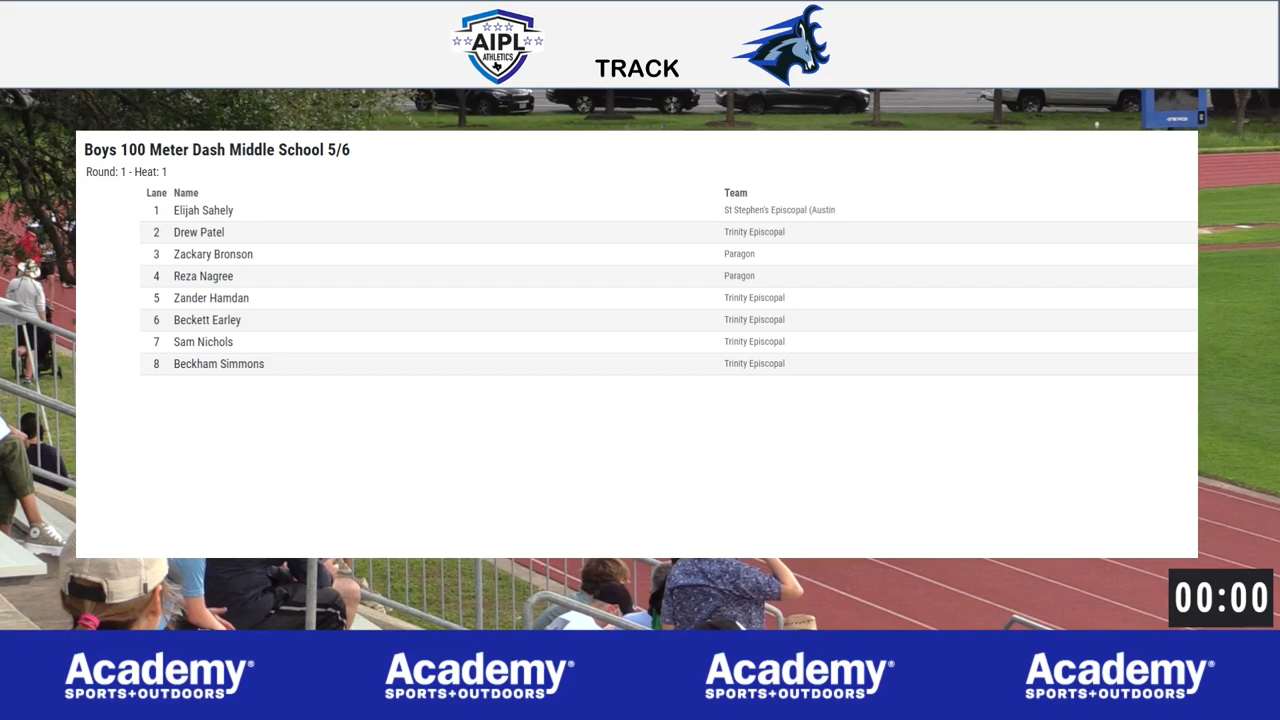 AIPL
ATHLETICS
TRACK
Boys 100 Meter Dash Middle School 5/6
Round: 1 - Heat: 1
Lane Name Team
1 Elijah Sahely St Stephen's Episcopal (Austin
2 Drew Patel Trinity Episcopal
3 Zackary Bronson Paragon
4 Reza Nagree Paragon
5 Zander Hamdan Trinity Episcopal
6 Beckett Earley Trinity Episcopal
7 Sam Nichols Trinity Episcopal
8 Beckham Simmons Trinity Episcopal
00:00
Academy® Academy® Academy® Academy®
SPORTS+OUTDOORS SPORTS+OUTDOORS SPORTS+OUTDOORS SPORTS+OUTDOORS